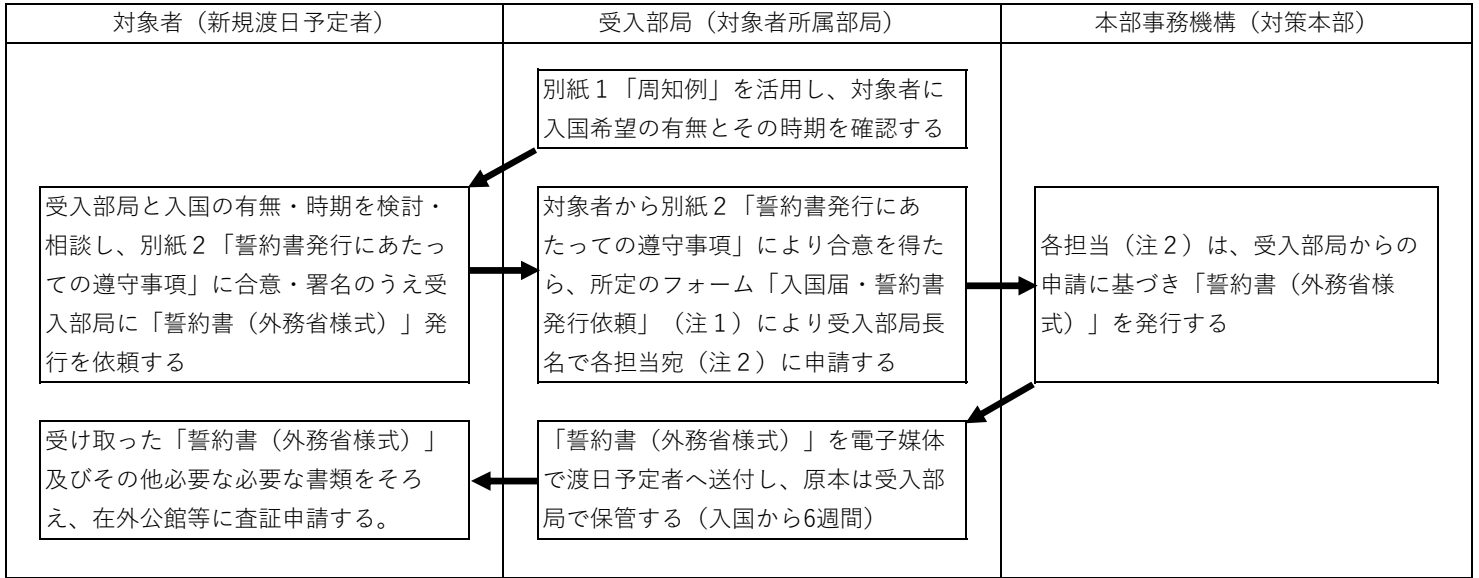 対象者（新規渡日予定者）
受入部局（対象者所属部局）
本部事務機構（対策本部）
別紙１「周知例」を活用し、対象者に
入国希望の有無とその時期を確認する
受入部局と入国の有無・時期を検討・
相談し、別紙２「誓約書発行にあたっ
ての遵守事項」に合意・署名のうえ受
入部局に「誓約書（外務省様式）」発
行を依頼する
対象者から別紙２「誓約書発行にあ
たっての遵守事項」により合意を得た
ら、所定のフォーム「入国届・誓約書
発行依頼」（注１）により受入部局長
名で各担当宛（注２）に申請する
各担当（注２）は、受入部局からの
申請に基づき「誓約書（外務省様
式）」を発行する
「誓約書（外務省様式）」を電子媒体
で渡日予定者へ送付し、原本は受入部
局で保管する（入国から6週間）
受け取った「誓約書（外務省様式）」
及びその他必要な必要な書類をそろ
え、在外公館等に査証申請する。